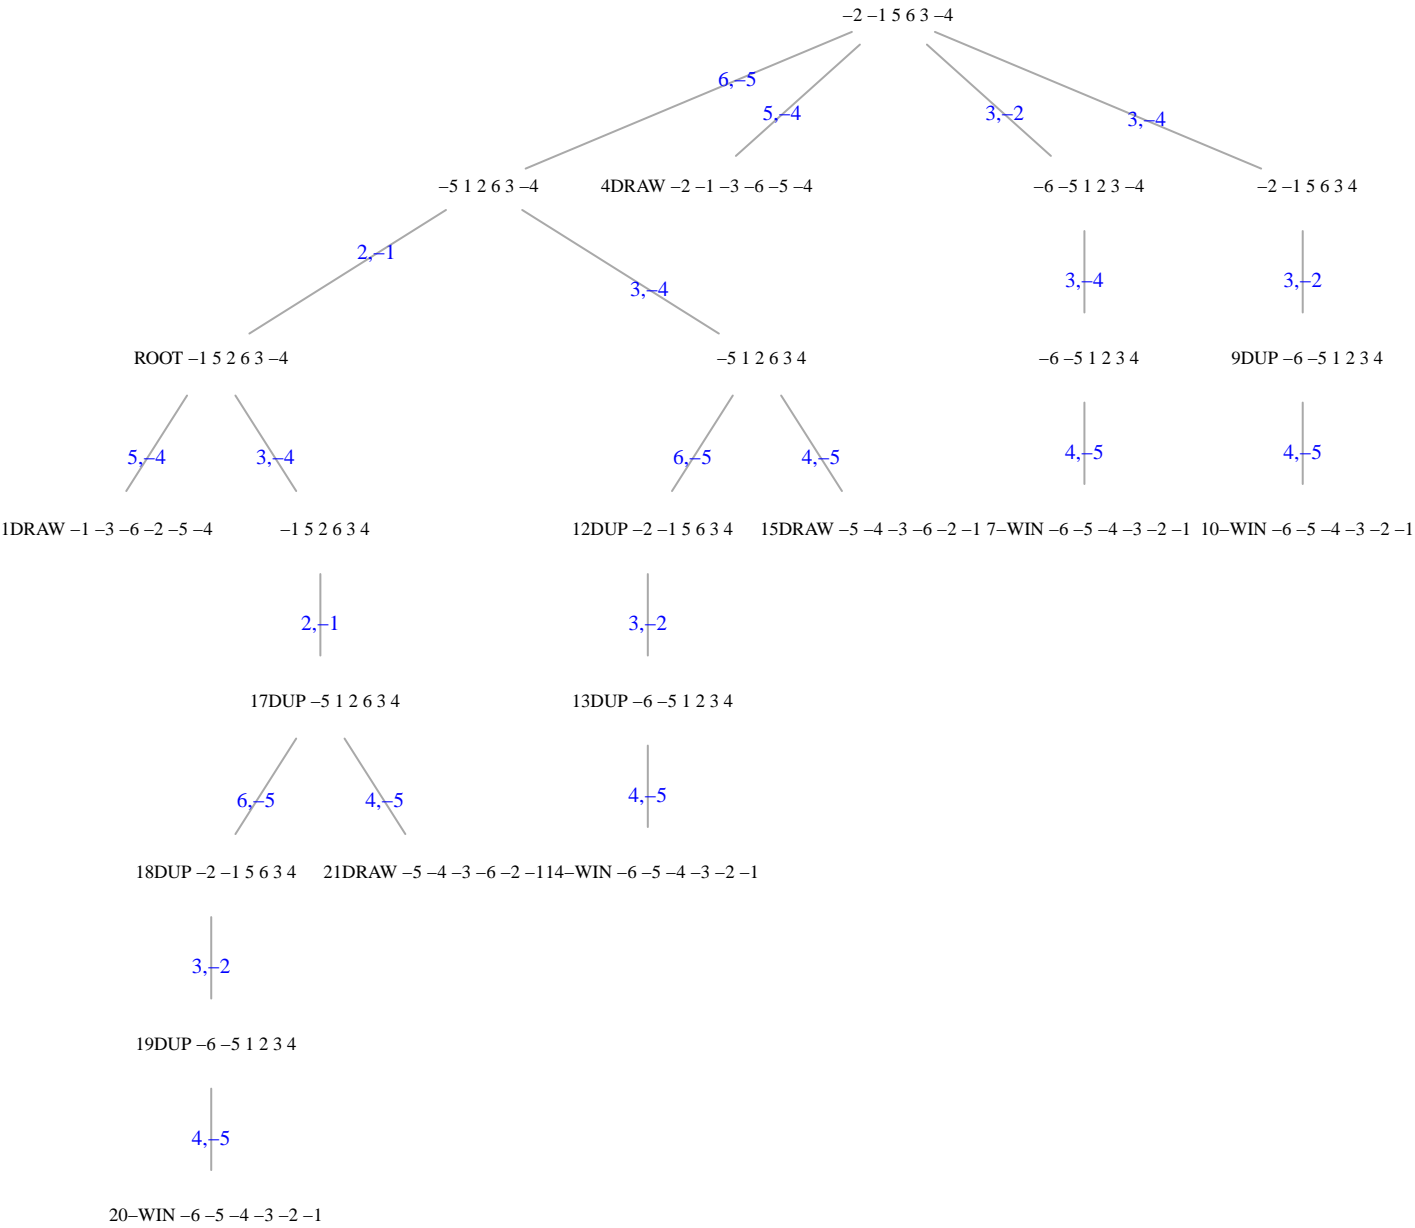 –2 –1 5 6 3 –4
6,–5
5,–4
3,–2
3,–4
–5 1 2 6 3 –4
4DRAW –2 –1 –3 –6 –5 –4
–6 –5 1 2 3 –4
–2 –1 5 6 3 4
2,–1
3,–4
3,–4
3,–2
ROOT –1 5 2 6 3 –4
–5 1 2 6 3 4
–6 –5 1 2 3 4
9DUP –6 –5 1 2 3 4
5,–4
3,–4
6,–5
4,–5
4,–5
4,–5
1DRAW –1 –3 –6 –2 –5 –4
–1 5 2 6 3 4
12DUP –2 –1 5 6 3 4
15DRAW –5 –4 –3 –6 –2 –1
7–WIN –6 –5 –4 –3 –2 –1
10–WIN –6 –5 –4 –3 –2 –1
2,–1
3,–2
17DUP –5 1 2 6 3 4
13DUP –6 –5 1 2 3 4
6,–5
4,–5
4,–5
18DUP –2 –1 5 6 3 4
21DRAW –5 –4 –3 –6 –2 –1
14–WIN –6 –5 –4 –3 –2 –1
3,–2
19DUP –6 –5 1 2 3 4
4,–5
20–WIN –6 –5 –4 –3 –2 –1